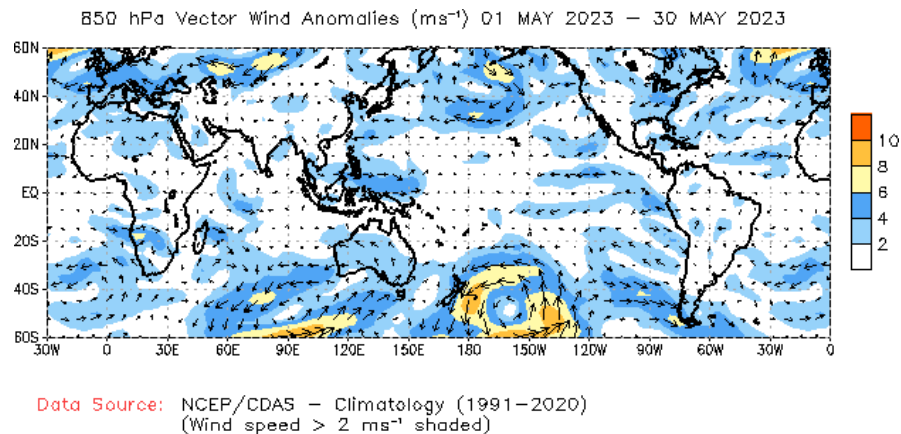 850 hPa Vector Wind Anomalies (ms⁻¹) 01 MAY 2023 – 30 MAY 2023
60N
40N
20N
EQ
20S
40S
60S
30W 0 30E 60E 90E 120E 150E 180 150W 120W 90W 60W 30W 0
10
8
6
4
2
Data Source: NCEP/CDAS – Climatology (1991–2020)
(Wind speed > 2 ms⁻¹ shaded)